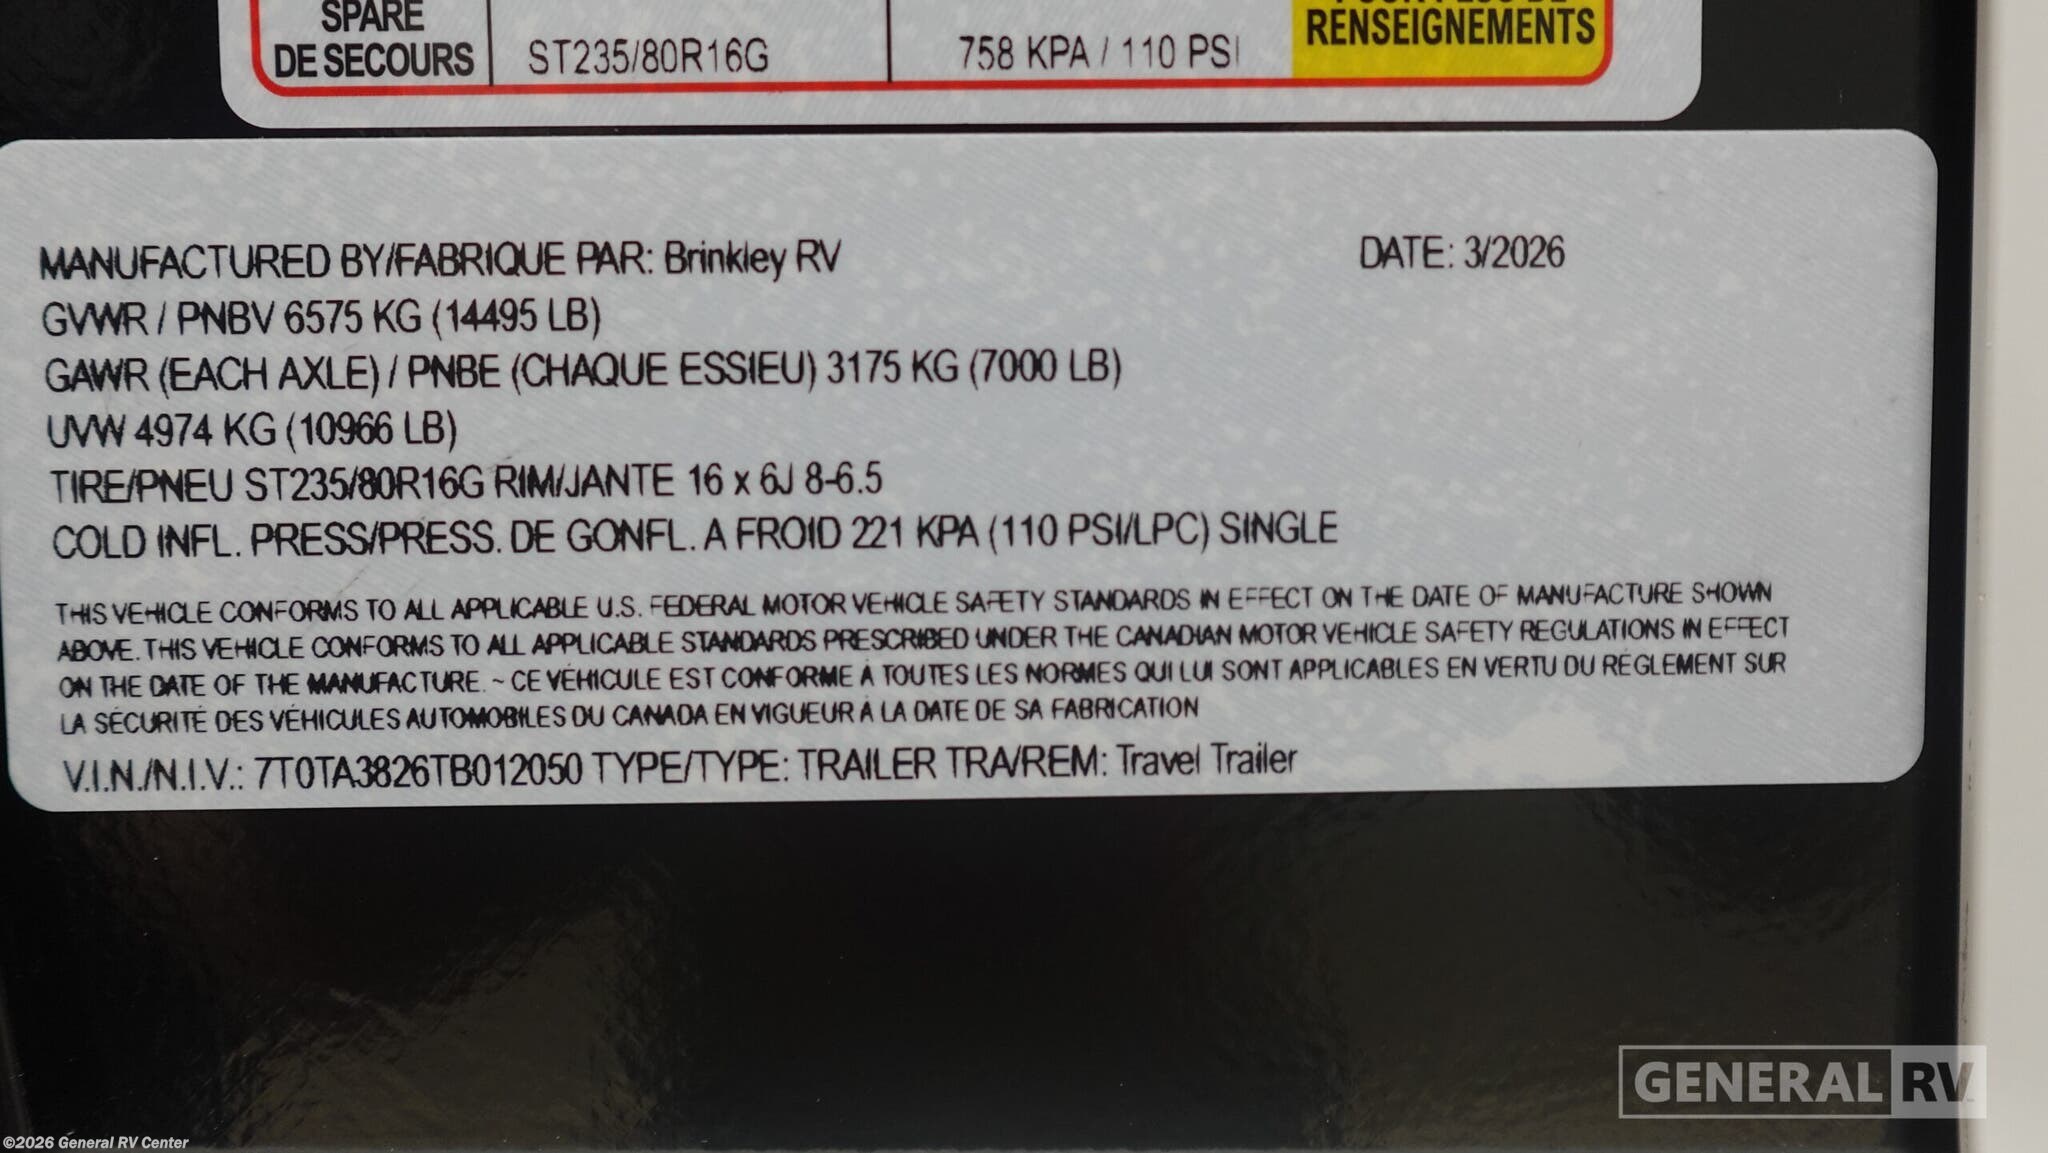 SPARE
DE SECOURS
ST235/80R16G
758 KPA / 110 PSI
RENSEIGNEMENTS
MANUFACTURED BY/FABRIQUE PAR: Brinkley RV
DATE: 3/2026
GVWR / PNBV 6575 KG (14495 LB)
GAWR (EACH AXLE) / PNBE (CHAQUE ESSIEU) 3175 KG (7000 LB)
UVW 4974 KG (10966 LB)
TIRE/PNEU ST235/80R16G RIM/JANTE 16 x 6J 8-6.5
COLD INFL. PRESS/PRESS. DE GONFL. A FROID 221 KPA (110 PSI/LPC) SINGLE
THIS VEHICLE CONFORMS TO ALL APPLICABLE U.S. FEDERAL MOTOR VEHICLE SAFETY STANDARDS IN EFFECT ON THE DATE OF MANUFACTURE SHOWN
ABOVE. THIS VEHICLE CONFORMS TO ALL APPLICABLE STANDARDS PRESCRIBED UNDER THE CANADIAN MOTOR VEHICLE SAFETY REGULATIONS IN EFFECT
ON THE DATE OF THE MANUFACTURE. ~ CE VÉHICULE EST CONFORME À TOUTES LES NORMES QUI LUI SONT APPLICABLES EN VERTU DU RÈGLEMENT SUR
LA SÉCURITÉ DES VÉHICULES AUTOMOBILES DU CANADA EN VIGUEUR À LA DATE DE SA FABRICATION
V.I.N./N.I.V.: 7T0TA3826TB012050 TYPE/TYPE: TRAILER TRA/REM: Travel Trailer
GENERAL RV
©2026 General RV Center